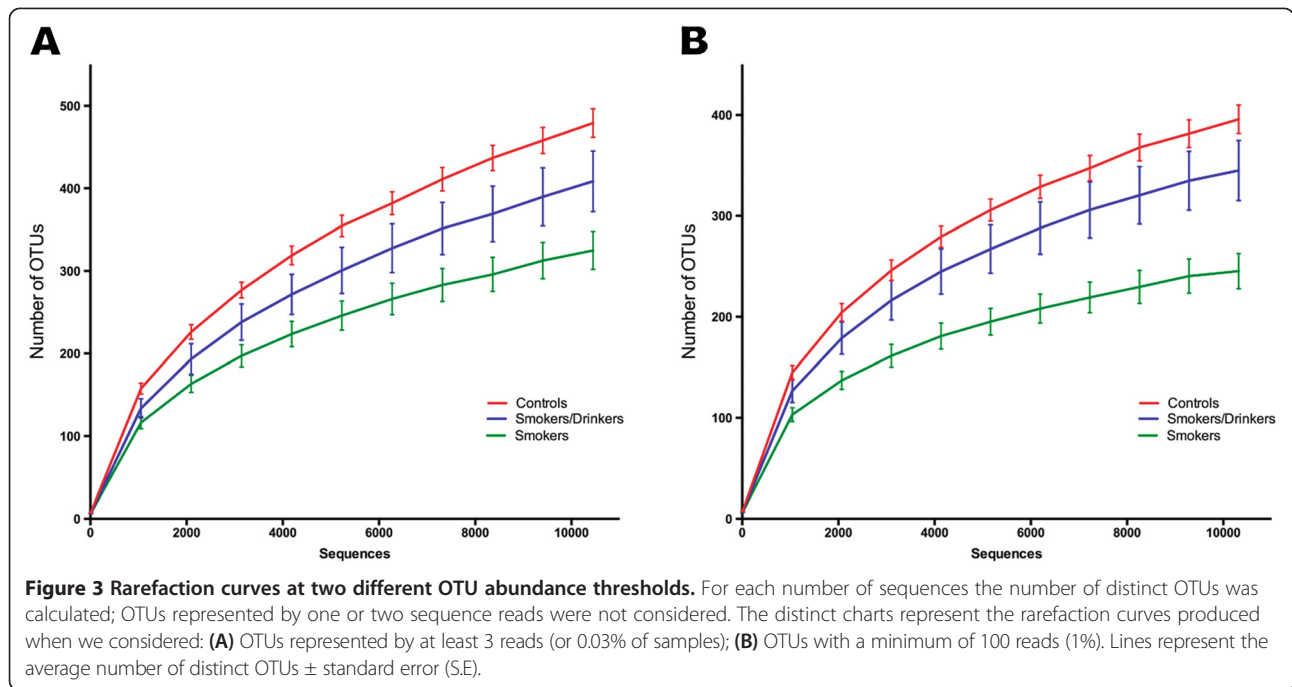 A
B
500
400
300
200
100
0
Number of OTUs
Controls
Smokers/Drinkers
Smokers
0 2000 4000 6000 8000 10000
Sequences
400
300
200
100
0
Number of OTUs
Controls
Smokers/Drinkers
Smokers
0 2000 4000 6000 8000 10000
Sequences
Figure 3 Rarefaction curves at two different OTU abundance thresholds. For each number of sequences the number of distinct OTUs was
calculated; OTUs represented by one or two sequence reads were not considered. The distinct charts represent the rarefaction curves produced
when we considered: (A) OTUs represented by at least 3 reads (or 0.03% of samples); (B) OTUs with a minimum of 100 reads (1%). Lines represent the
average number of distinct OTUs ± standard error (S.E).